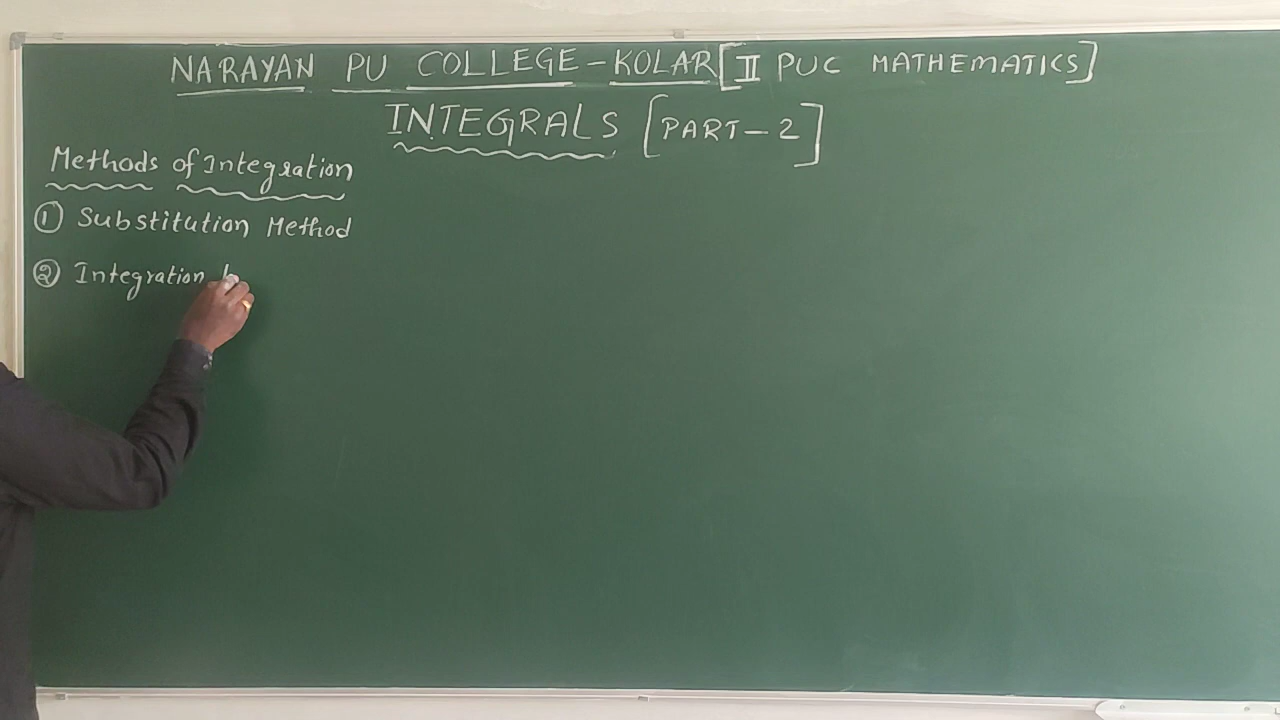 NARAYAN PU COLLEGE - KOLAR [II PUC MATHEMATICS]
INTEGRALS [PART-2]
Methods of Integration
① Substitution Method
② Integration